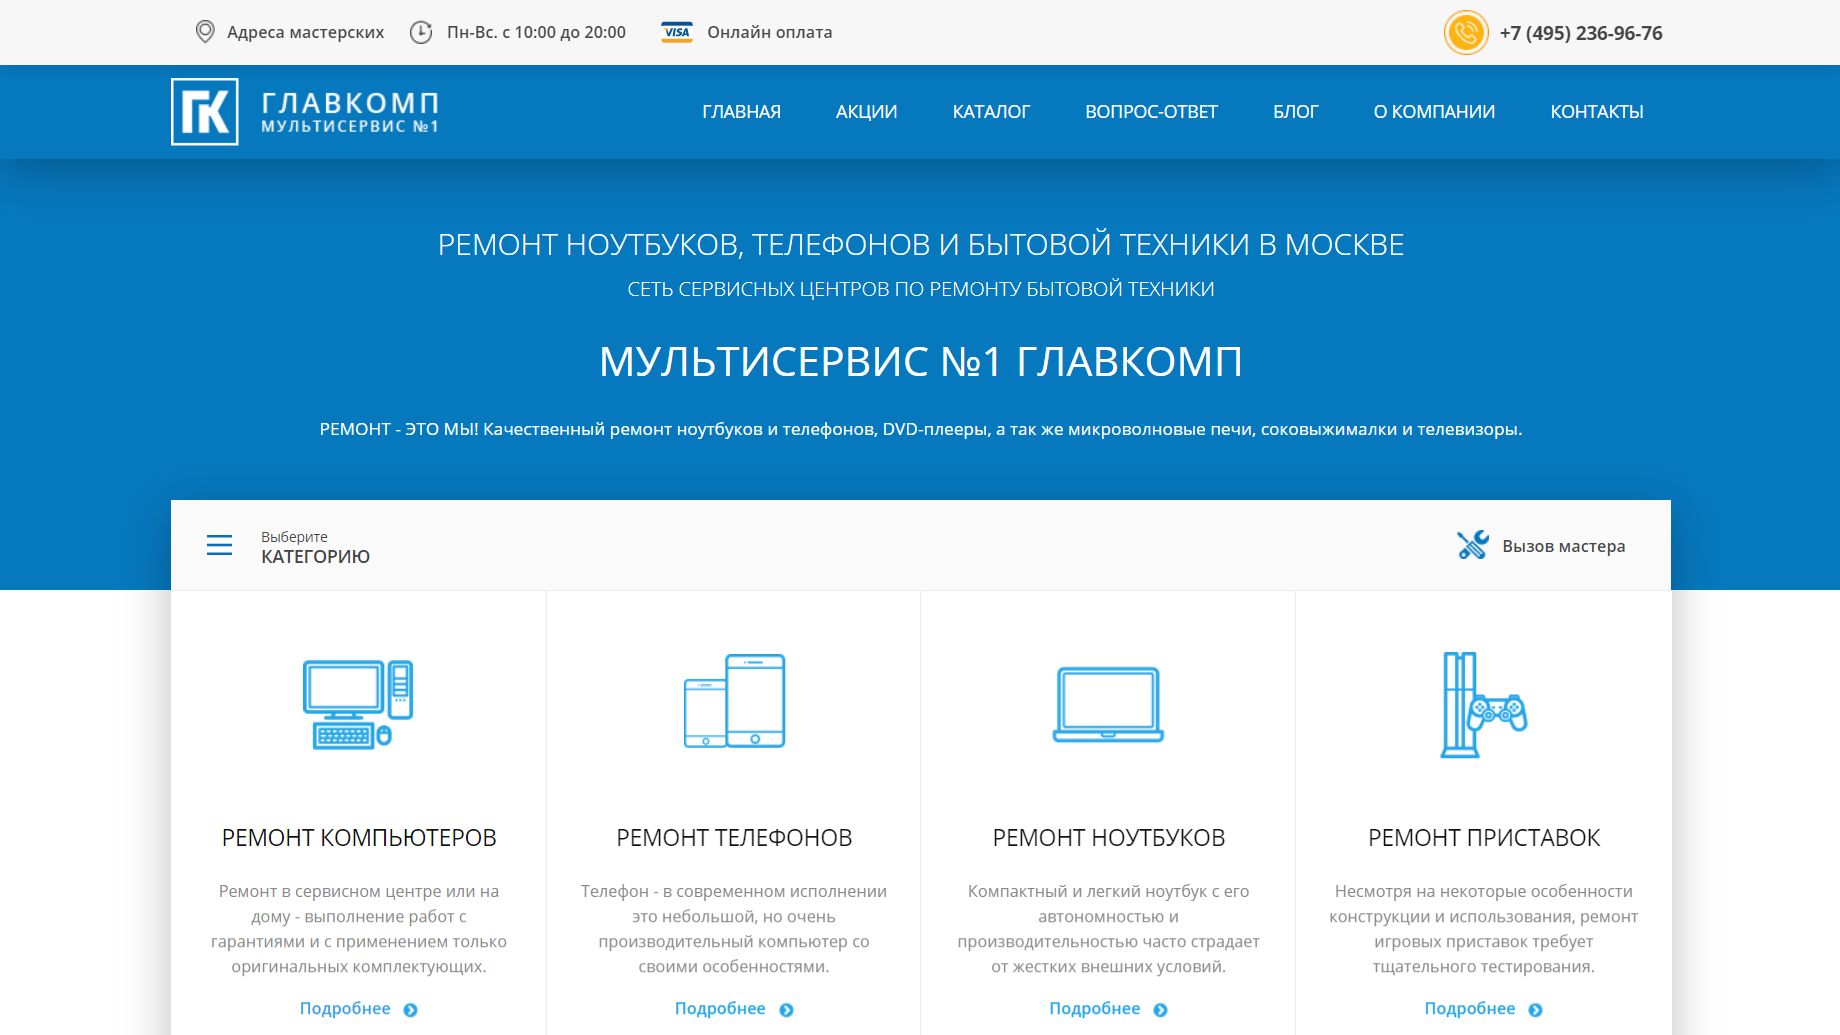 Адреса мастерских
Пн-Вс. с 10:00 до 20:00
VISA
Онлайн оплата
+7 (495) 236-96-76
ГК
ГЛАВКОМП
МУЛЬТИСЕРВИС №1
ГЛАВНАЯ
АКЦИИ
КАТАЛОГ
ВОПРОС-ОТВЕТ
БЛОГ
О КОМПАНИИ
КОНТАКТЫ
РЕМОНТ НОУТБУКОВ, ТЕЛЕФОНОВ И БЫТОВОЙ ТЕХНИКИ В МОСКВЕ
СЕТЬ СЕРВИСНЫХ ЦЕНТРОВ ПО РЕМОНТУ БЫТОВОЙ ТЕХНИКИ
МУЛЬТИСЕРВИС №1 ГЛАВКОМП
РЕМОНТ - ЭТО МЫ! Качественный ремонт ноутбуков и телефонов, DVD-плееры, а так же микроволновые печи, соковыжималки и телевизоры.
Выберите
КАТЕГОРИЮ
Вызов мастера
РЕМОНТ КОМПЬЮТЕРОВ
Ремонт в сервисном центре или на
дому - выполнение работ с
гарантиями и с применением только
оригинальных комплектующих.
Подробнее
РЕМОНТ ТЕЛЕФОНОВ
Телефон - в современном исполнении
это небольшой, но очень
производительный компьютер со
своими особенностями.
Подробнее
РЕМОНТ НОУТБУКОВ
Компактный и легкий ноутбук с его
автономностью и
производительностью часто страдает
от жестких внешних условий.
Подробнее
РЕМОНТ ПРИСТАВОК
Несмотря на некоторые особенности
конструкции и использования, ремонт
игровых приставок требует
тщательного тестирования.
Подробнее